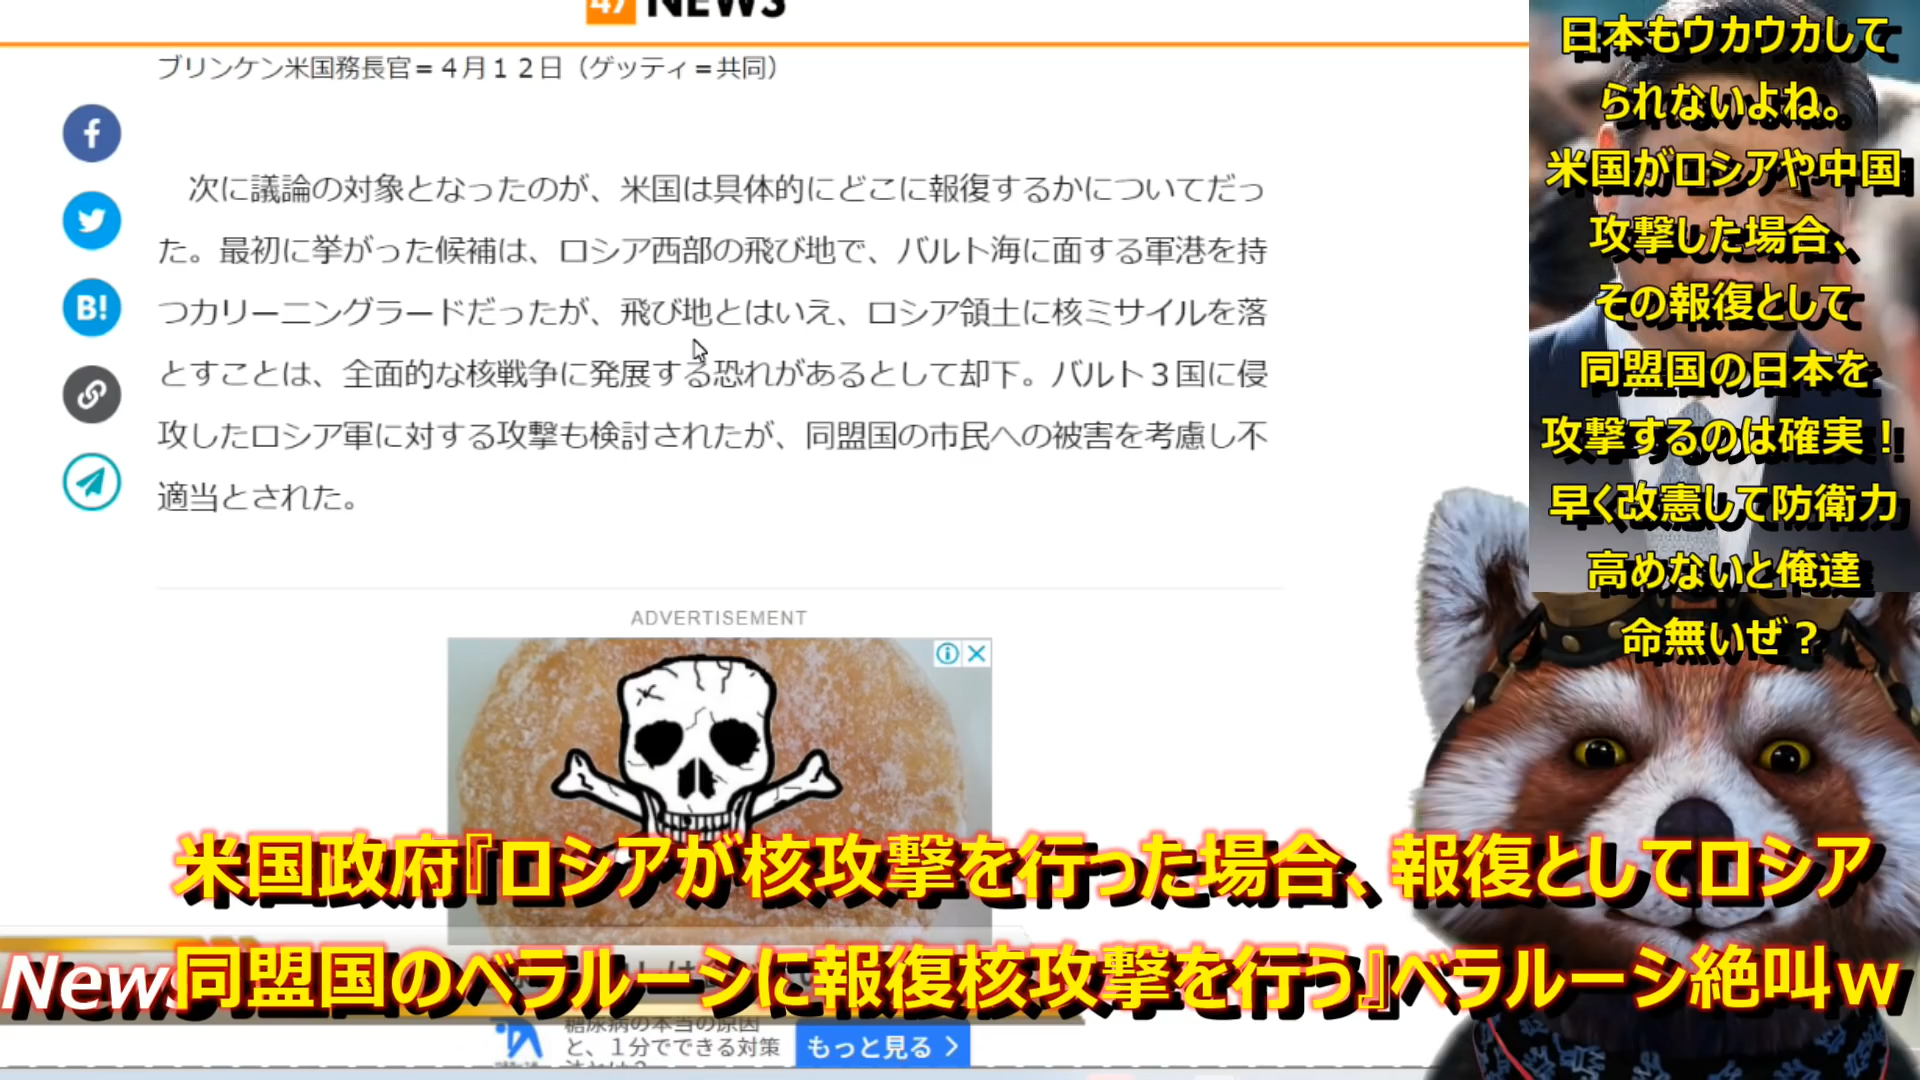 47 NEWS
ブリンケン米国務長官＝４月１２日（ゲッティ＝共同）
次に議論の対象となったのが、米国は具体的にどこに報復するかについてだっ
た。最初に挙がった候補は、ロシア西部の飛び地で、バルト海に面する軍港を持
つカリーニングラードだったが、飛び地とはいえ、ロシア領土に核ミサイルを落
とすことは、全面的な核戦争に発展する恐れがあるとして却下。バルト３国に侵
攻したロシア軍に対する攻撃も検討されたが、同盟国の市民への被害を考慮し不
適当とされた。
B!
ADVERTISEMENT
日本もウカウカして
られないよね。
米国がロシアや中国
攻撃した場合、
その報復として
同盟国の日本を
攻撃するのは確実！
早く改憲して防衛力
高めないと俺達
命無いぜ？
米国政府『ロシアが核攻撃を行った場合、報復としてロシア
同盟国のベラルーシに報復核攻撃を行う』ベラルーシ絶叫ｗ
News
糖尿病の本当の原因
と、１分でできる対策
もっと見る